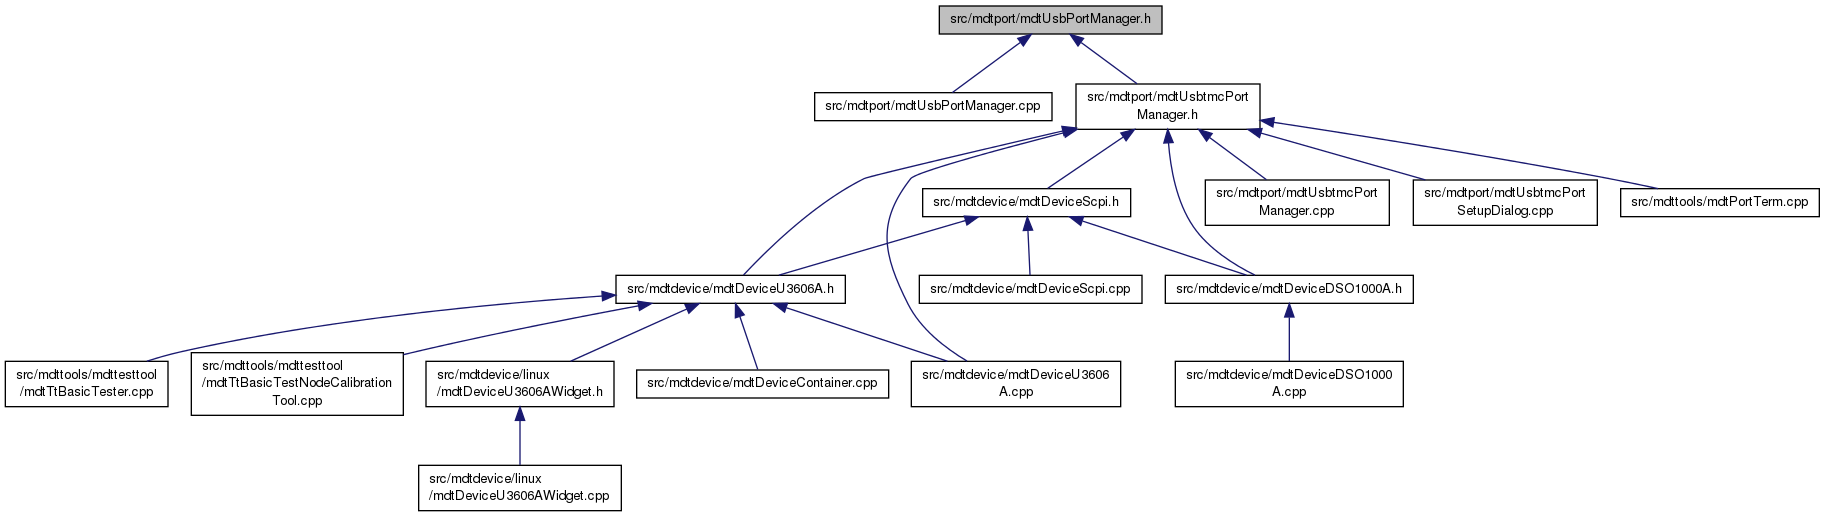 src/mdtport/mdtUsbPortManager.h
src/mdtport/mdtUsbPortManager.cpp
src/mdtport/mdtUsbtmcPort
Manager.h
src/mdtdevice/mdtDeviceScpi.h
src/mdtport/mdtUsbtmcPort
Manager.cpp
src/mdtport/mdtUsbtmcPort
SetupDialog.cpp
src/mdttools/mdtPortTerm.cpp
src/mdtdevice/mdtDeviceU3606A.h
src/mdtdevice/mdtDeviceScpi.cpp
src/mdtdevice/mdtDeviceDSO1000A.h
src/mdttools/mdttesttool
/mdtTtBasicTester.cpp
src/mdttools/mdttesttool
/mdtTtBasicTestNodeCalibration
Tool.cpp
src/mdtdevice/linux
/mdtDeviceU3606AWidget.h
src/mdtdevice/mdtDeviceContainer.cpp
src/mdtdevice/mdtDeviceU3606
A.cpp
src/mdtdevice/mdtDeviceDSO1000
A.cpp
src/mdtdevice/linux
/mdtDeviceU3606AWidget.cpp